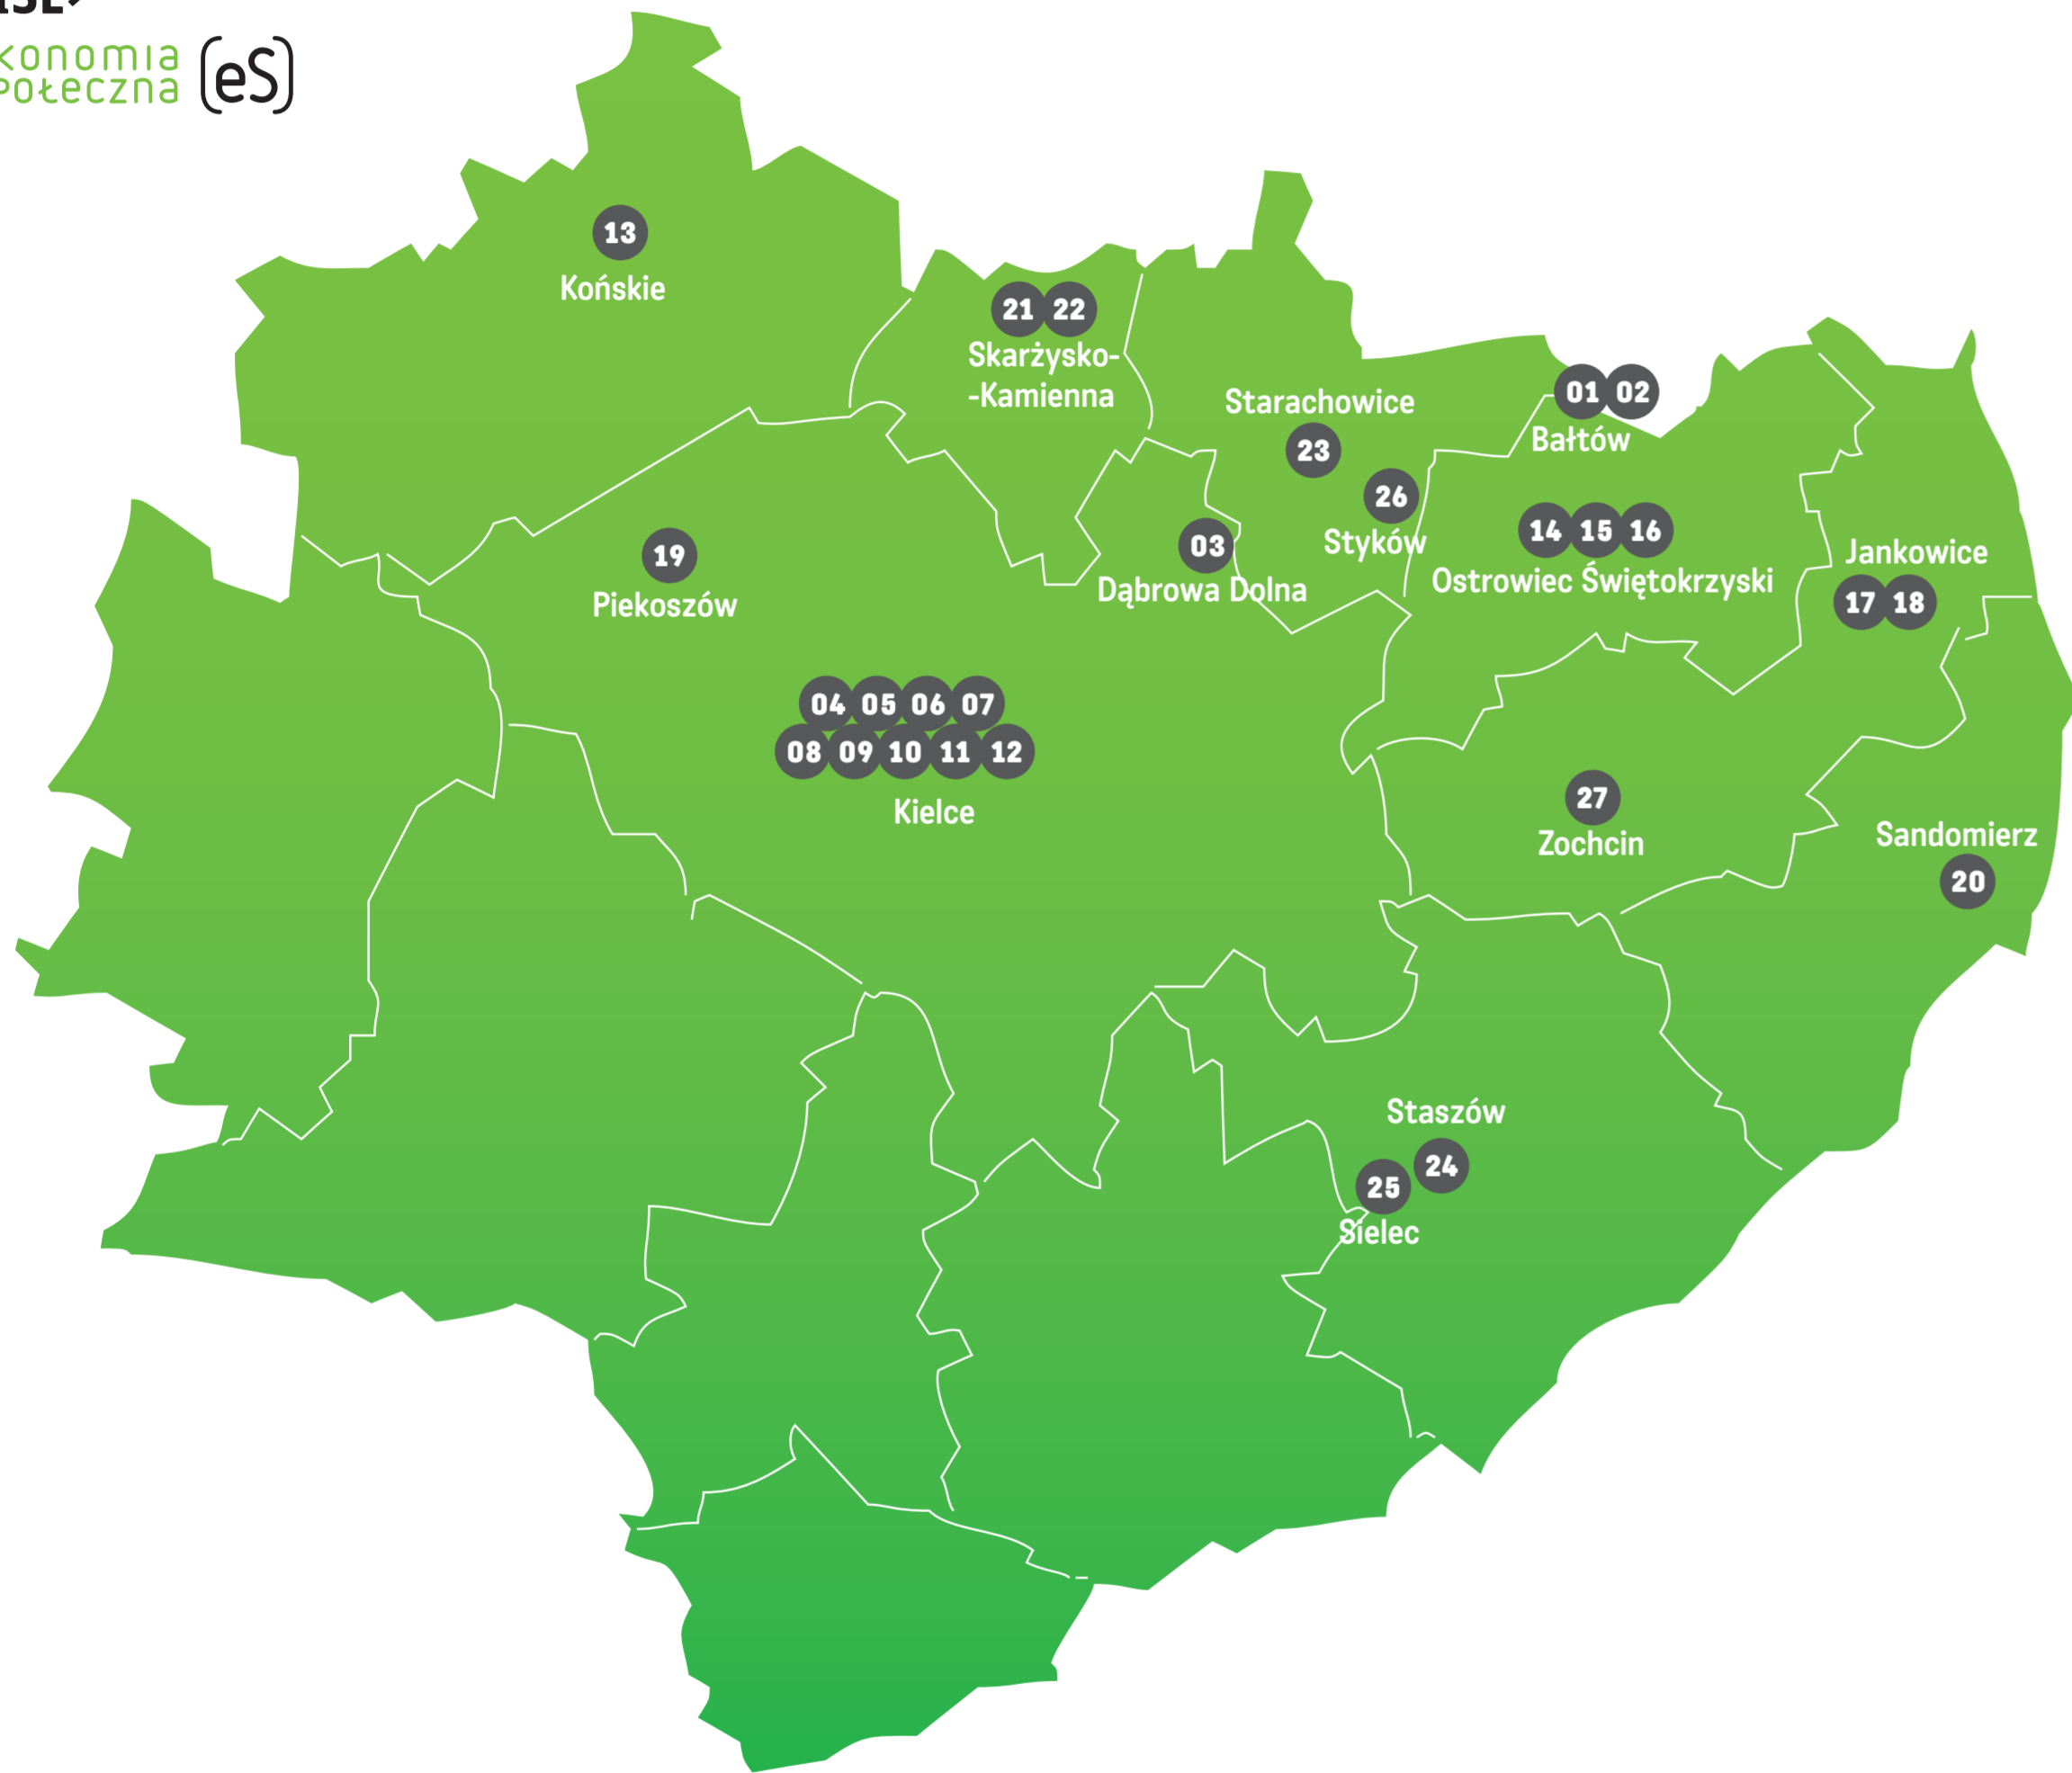 konomia
połeczna
(eS)
13
Końskie
21 22
Skarżysko-
-Kamienna
Starachowice
23
01 02
Bałtów
26
Styków
14 15 16
Ostrowiec Świętokrzyski
Jankowice
17 18
19
Piekoszów
03
Dąbrowa Dolna
04 05 06 07
08 09 10 11 12
Kielce
27
Zochcin
Sandomierz
20
Staszów
24
25
Sielec